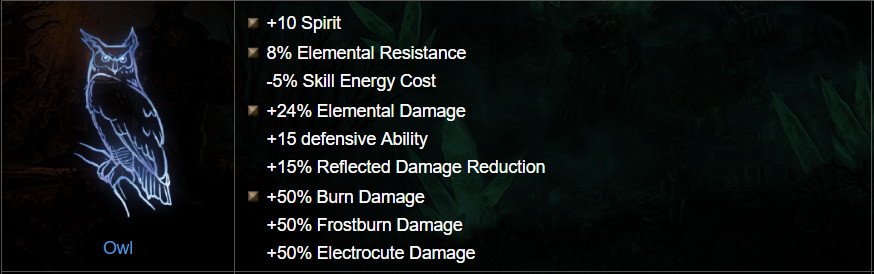 +10 Spirit
8% Elemental Resistance
-5% Skill Energy Cost
+24% Elemental Damage
+15 defensive Ability
+15% Reflected Damage Reduction
+50% Burn Damage
+50% Frostburn Damage
+50% Electrocute Damage
Owl